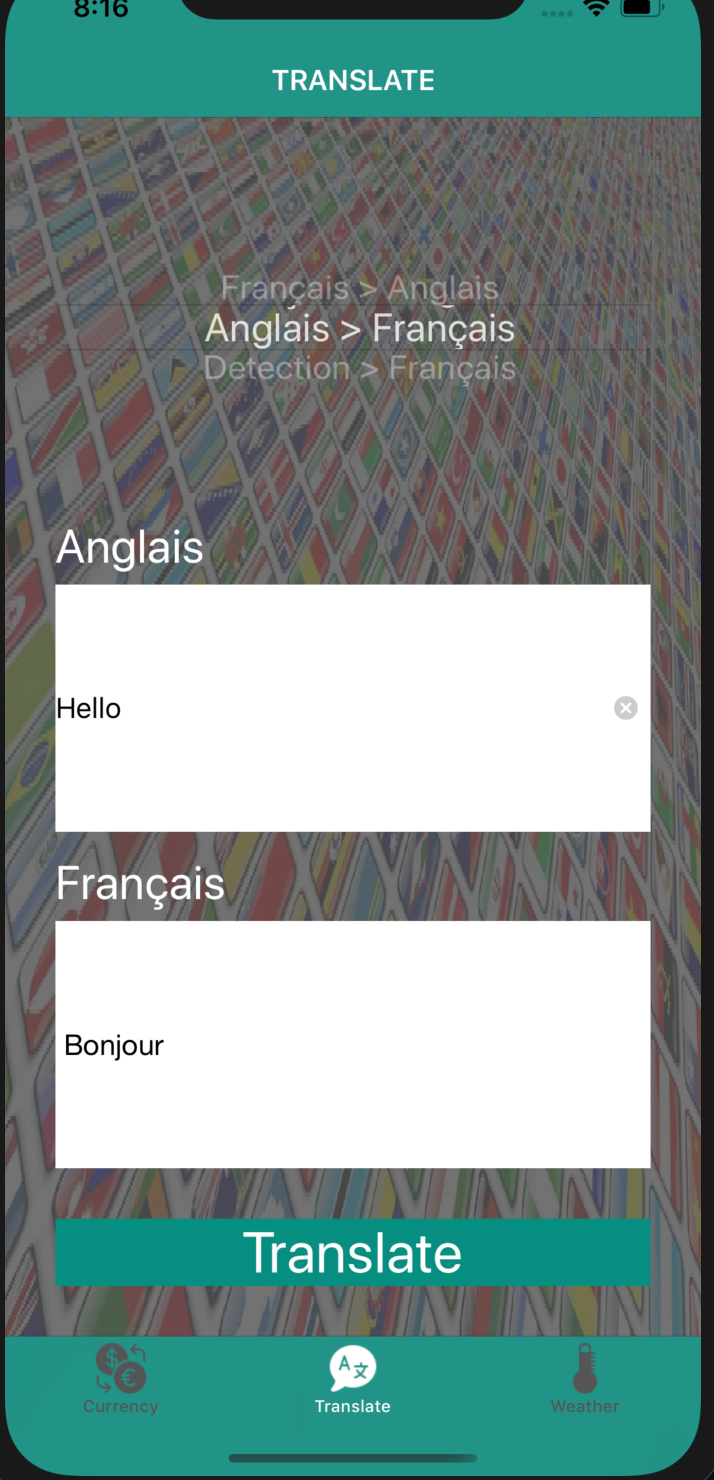 8:16
TRANSLATE
Français > Anglais
Anglais > Français
Detection > Français
Anglais
Hello
Français
Bonjour
Translate
Currency
Translate
Weather